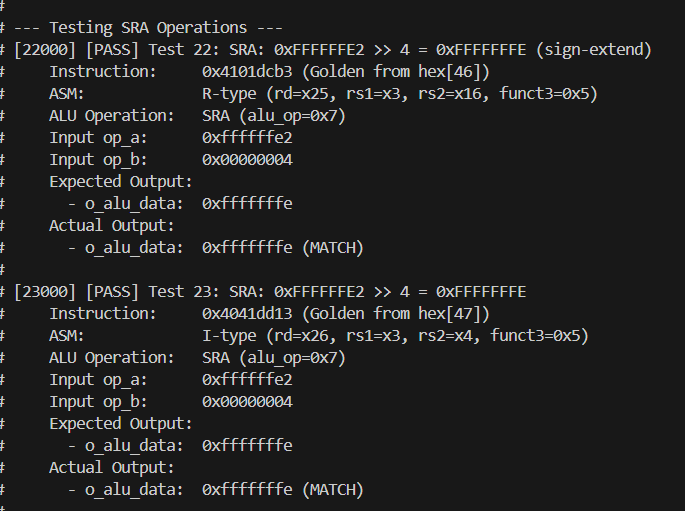 #
# --- Testing SRA Operations ---
# [22000] [PASS] Test 22: SRA: 0xFFFFFFE2 >> 4 = 0xFFFFFFFE (sign-extend)
#     Instruction:     0x4101dcb3 (Golden from hex[46])
#     ASM:             R-type (rd=x25, rs1=x3, rs2=x16, funct3=0x5)
#     ALU Operation:   SRA (alu_op=0x7)
#     Input op_a:      0xffffffe2
#     Input op_b:      0x00000004
#     Expected Output:
#       - o_alu_data:  0xfffffffe
#     Actual Output:
#       - o_alu_data:  0xfffffffe (MATCH)
#
# [23000] [PASS] Test 23: SRA: 0xFFFFFFE2 >> 4 = 0xFFFFFFFE
#     Instruction:     0x4041dd13 (Golden from hex[47])
#     ASM:             I-type (rd=x26, rs1=x3, rs2=x4, funct3=0x5)
#     ALU Operation:   SRA (alu_op=0x7)
#     Input op_a:      0xffffffe2
#     Input op_b:      0x00000004
#     Expected Output:
#       - o_alu_data:  0xfffffffe
#     Actual Output:
#       - o_alu_data:  0xfffffffe (MATCH)
#